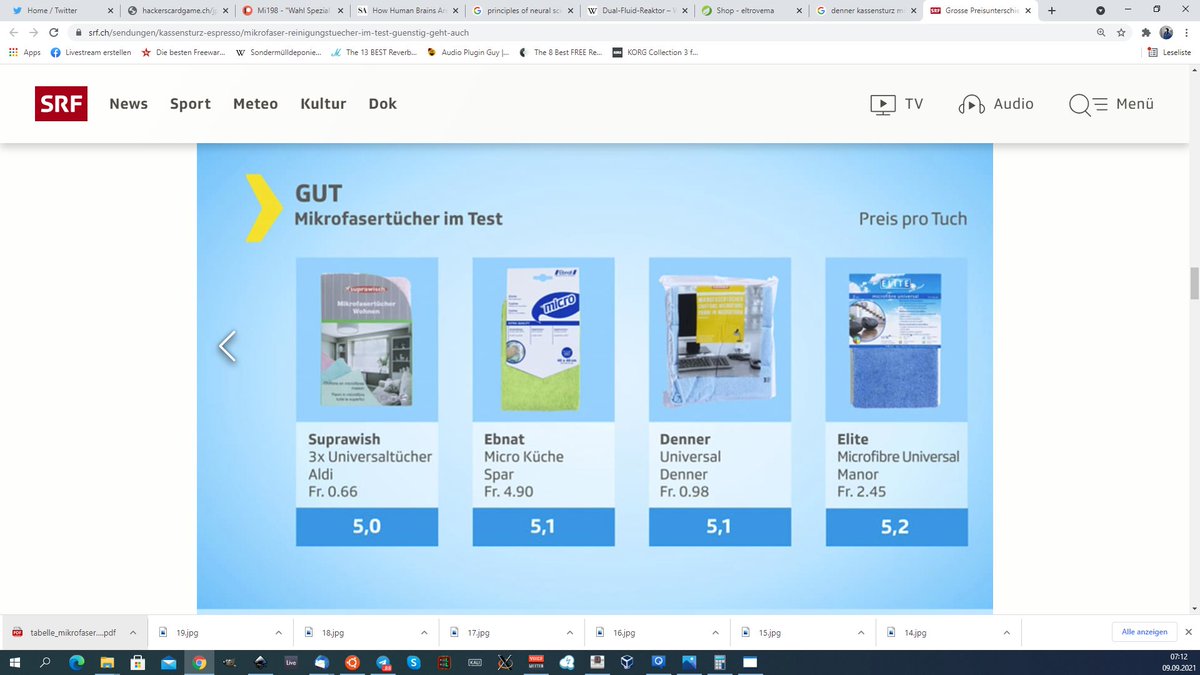 Home / Twitter
hackerscardgame.ch/j
Mi198 - "Wahl Spezial
How Human Brains Ar
principles of neural sci
Dual-Fluid-Reaktor – W
Shop - eltrovema
denner kassensturz m
Grosse Preisunterschie
srf.ch/sendungen/kassensturz-espresso/mikrofaser-reinigungstuecher-im-test-guenstig-geht-auch
Apps
Livestream erstellen
Die besten Freewar...
Sondermülldeponie...
The 13 BEST Reverb...
Audio Plugin Guy |...
The 8 Best FREE Re...
KORG Collection 3 f...
Leseliste
SRF
News
Sport
Meteo
Kultur
Dok
TV
Audio
Menü
GUT
Mikrofasertücher im Test
Preis pro Tuch
suprawish
Mikrofasertücher
Wohnen
Ebnat
micro
ELITE
microfibre universal
Suprawish
3x Universaltücher
Aldi
Fr. 0.66
5,0
Ebnat
Micro Küche
Spar
Fr. 4.90
5,1
Denner
Universal
Denner
Fr. 0.98
5,1
Elite
Microfibre Universal
Manor
Fr. 2.45
5,2
tabelle_mikrofaser....pdf
19.jpg
18.jpg
17.jpg
16.jpg
15.jpg
14.jpg
Alle anzeigen
Live
07:12
09.09.2021